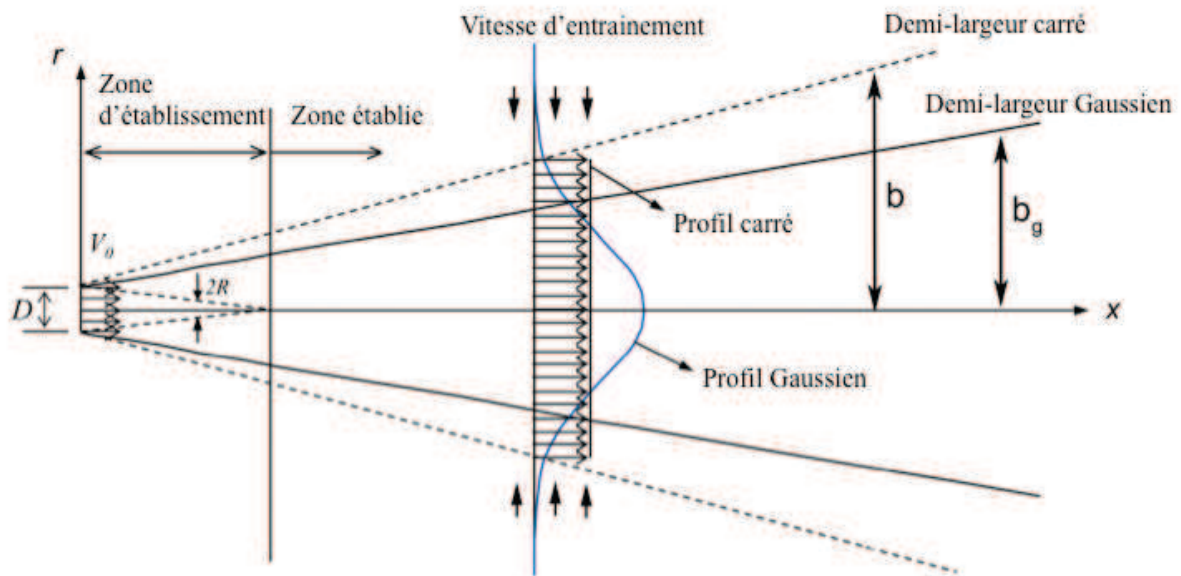 Vitesse d'entrainement
Demi-largeur carré
r
Zone
d'établissement
Zone établie
Demi-largeur Gaussien
b
b_g
Profil carré
V_0
2R
D
x
Profil Gaussien